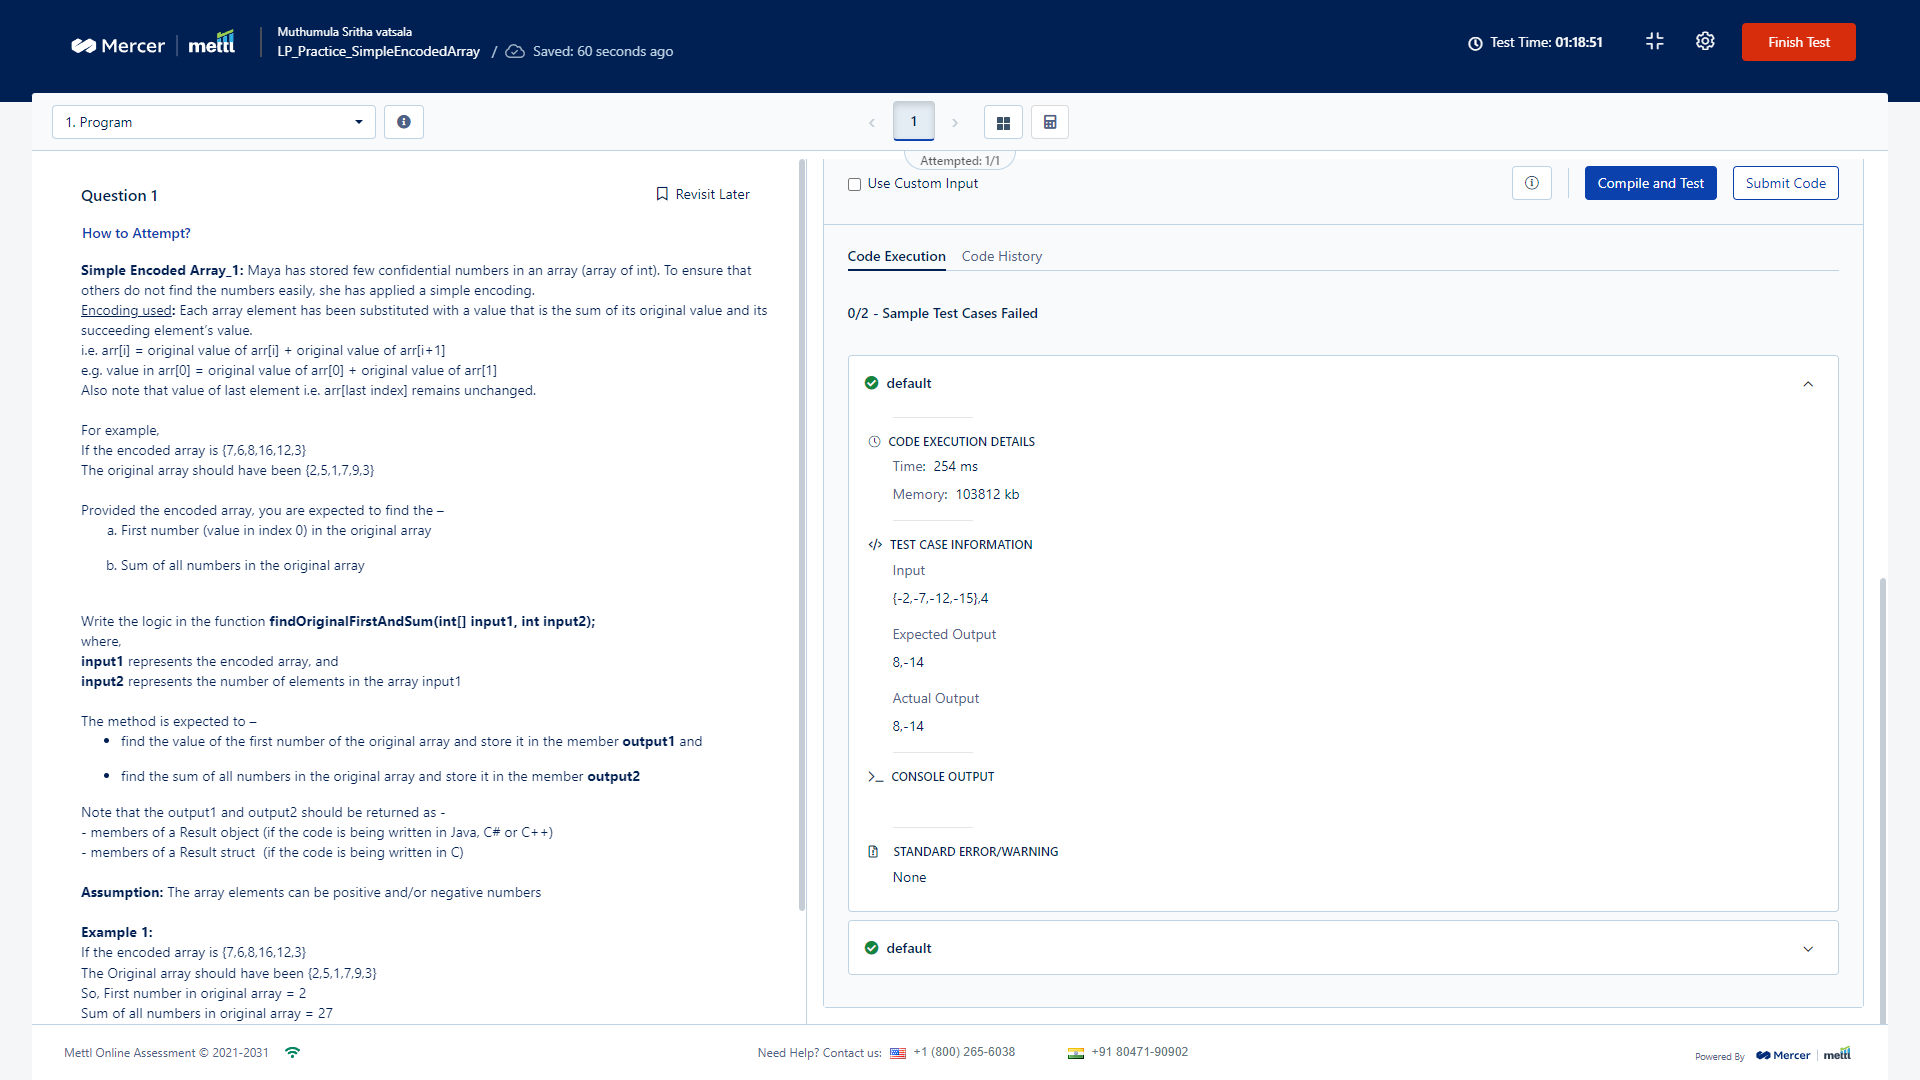 Mercer | mettl
Muthumula Sritha vatsala
LP_Practice_SimpleEncodedArray / Saved: 60 seconds ago
Test Time: 01:18:51
Finish Test
1. Program
1
Attempted: 1/1
Question 1
Revisit Later
How to Attempt?
Simple Encoded Array_1: Maya has stored few confidential numbers in an array (array of int). To ensure that
others do not find the numbers easily, she has applied a simple encoding.
Encoding used: Each array element has been substituted with a value that is the sum of its original value and its
succeeding element's value.
i.e. arr[i] = original value of arr[i] + original value of arr[i+1]
e.g. value in arr[0] = original value of arr[0] + original value of arr[1]
Also note that value of last element i.e. arr[last index] remains unchanged.
For example,
If the encoded array is {7,6,8,16,12,3}
The original array should have been {2,5,1,7,9,3}
Provided the encoded array, you are expected to find the –
a. First number (value in index 0) in the original array
b. Sum of all numbers in the original array
Write the logic in the function findOriginalFirstAndSum(int[] input1, int input2);
where,
input1 represents the encoded array, and
input2 represents the number of elements in the array input1
The method is expected to –
• find the value of the first number of the original array and store it in the member output1 and
• find the sum of all numbers in the original array and store it in the member output2
Note that the output1 and output2 should be returned as -
- members of a Result object (if the code is being written in Java, C# or C++)
- members of a Result struct (if the code is being written in C)
Assumption: The array elements can be positive and/or negative numbers
Example 1:
If the encoded array is {7,6,8,16,12,3}
The Original array should have been {2,5,1,7,9,3}
So, First number in original array = 2
Sum of all numbers in original array = 27
Use Custom Input
Compile and Test
Submit Code
Code Execution
Code History
0/2 - Sample Test Cases Failed
default
CODE EXECUTION DETAILS
Time: 254 ms
Memory: 103812 kb
</> TEST CASE INFORMATION
Input
{-2,-7,-12,-15},4
Expected Output
8,-14
Actual Output
8,-14
>_ CONSOLE OUTPUT
STANDARD ERROR/WARNING
None
default
Mettl Online Assessment © 2021-2031
Need Help? Contact us: +1 (800) 265-6038
+91 80471-90902
Powered By Mercer | mettl